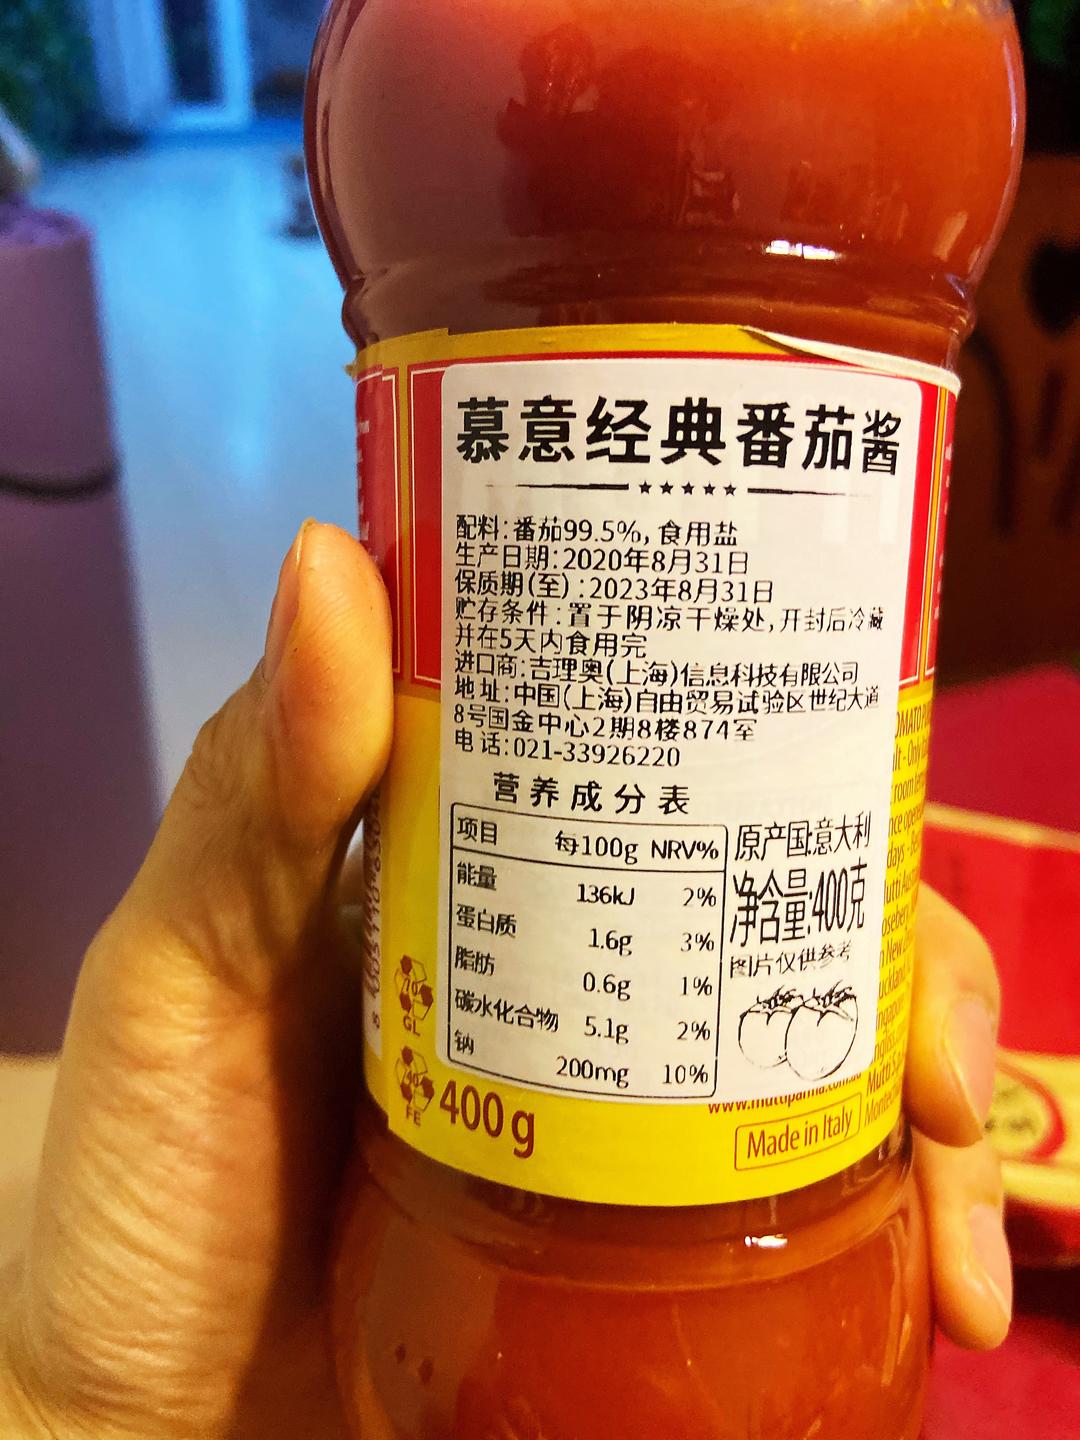 慕意经典番茄酱
配料:番茄99.5%,食用盐
生产日期:2020年8月31日
保质期(至):2023年8月31日
贮存条件:置于阴凉干燥处,开封后冷藏
并在5天内食用完
进口商:吉理奥(上海)信息科技有限公司
地址:中国(上海)自由贸易试验区世纪大道
8号国金中心2期8楼874室
电话:021-33926220
营养成分表
项目 每100g NRV%
能量 136kJ 2%
蛋白质 1.6g 3%
脂肪 0.6g 1%
碳水化合物 5.1g 2%
钠 200mg 10%
原产国:意大利
净含量:400克
图片仅供参考
70
GL
40
FE
400g
www.muttiparma.com
Made in Italy